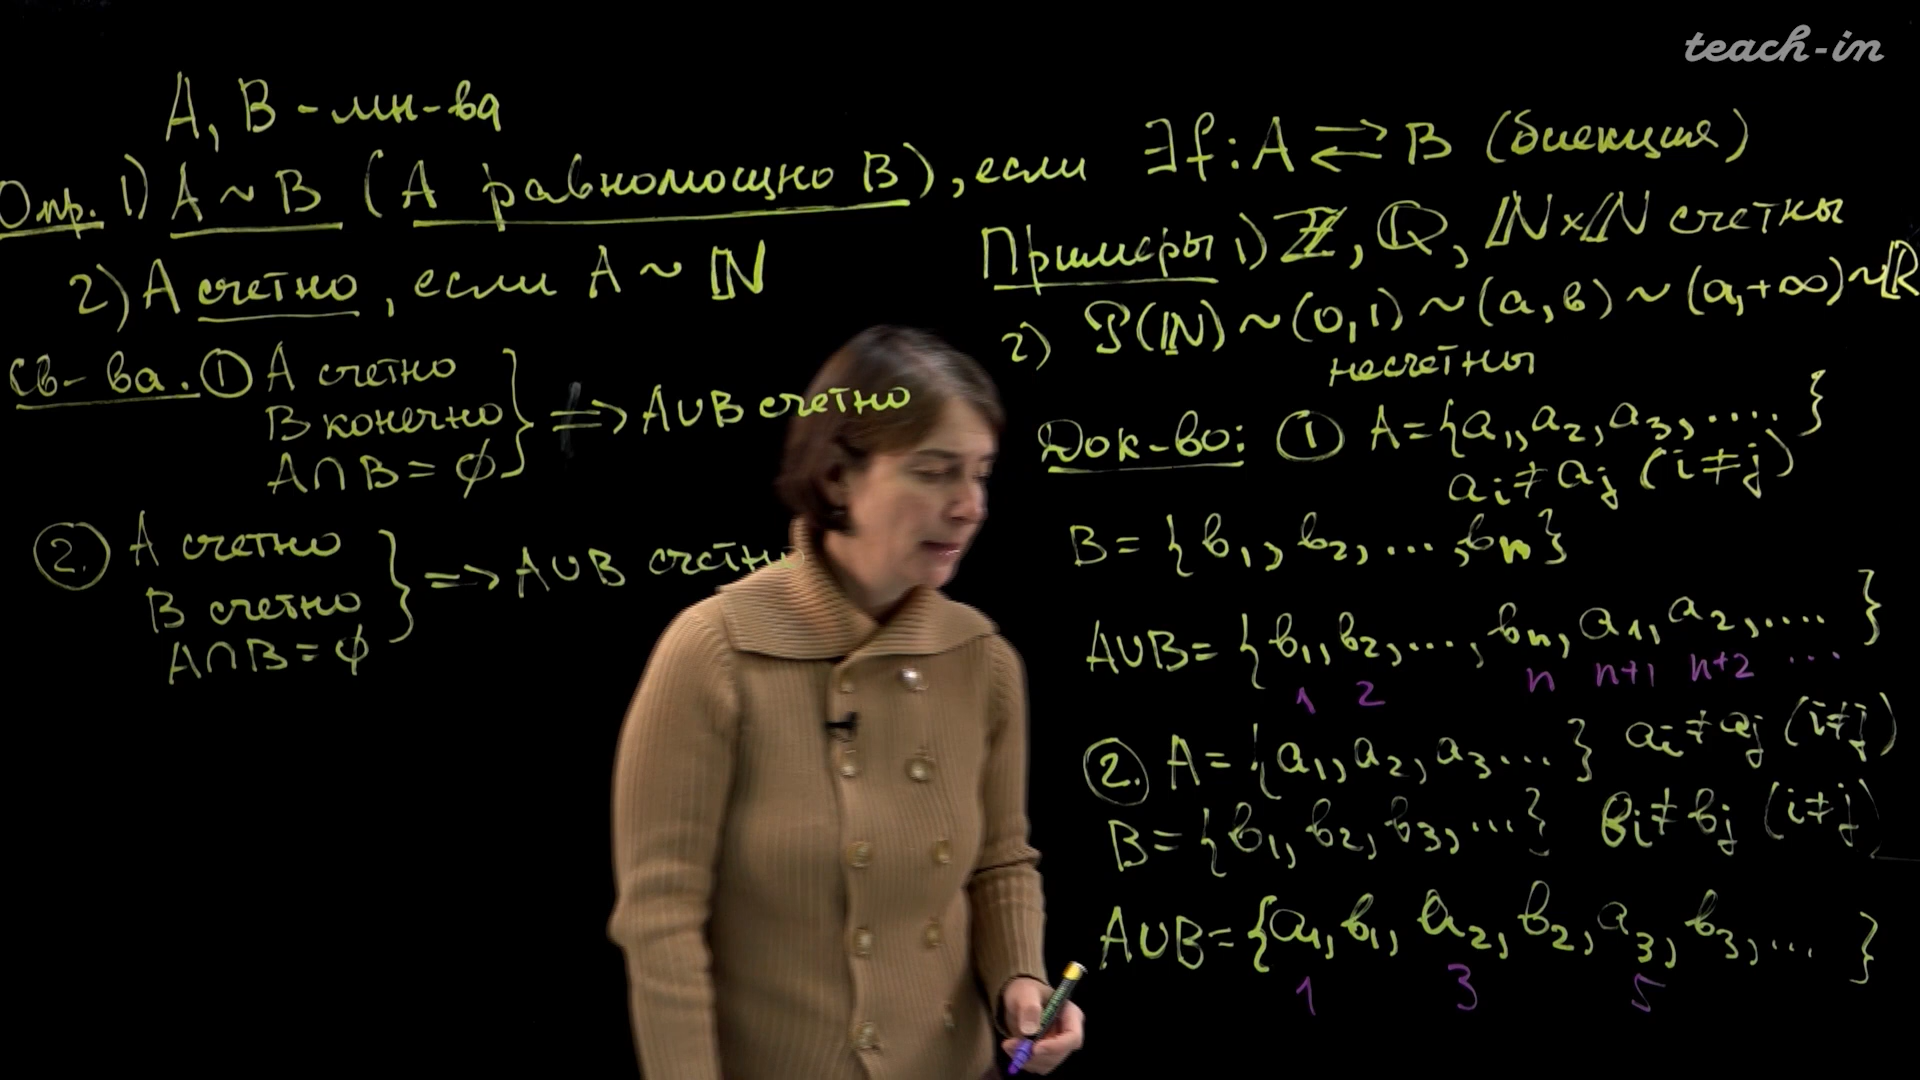 teach-in
A, B - мн-ва
Опр. 1) A ~ B (A равномощно B), если ∃f: A ⇄ B (биекция)
2) A счетно, если A ~ ℕ
Св-ва. ① A счетно
B конечно
A∩B = ∅
} => A∪B счетно
②. A счетно
B счетно
A∩B = ∅
} => A∪B счетно
Примеры 1) ℤ, ℚ, ℕ×ℕ счетны
2) P(ℕ) ~ (0,1) ~ (a,b) ~ (a,+∞) ~ ℝ
несчетны
Док-во: ① A = {a₁, a₂, a₃, ....}
aᵢ ≠ aⱼ (i ≠ j)
B = {b₁, b₂, ..., bₙ}
A∪B = {b₁, b₂, ..., bₙ, a₁, a₂, ....}
1 2 n n+1 n+2 ...
②. A = {a₁, a₂, a₃ ...} aᵢ ≠ aⱼ (i ≠ j)
B = {b₁, b₂, b₃, ...} bᵢ ≠ bⱼ (i ≠ j)
A∪B = {a₁, b₁, a₂, b₂, a₃, b₃, ... }
1 3 5